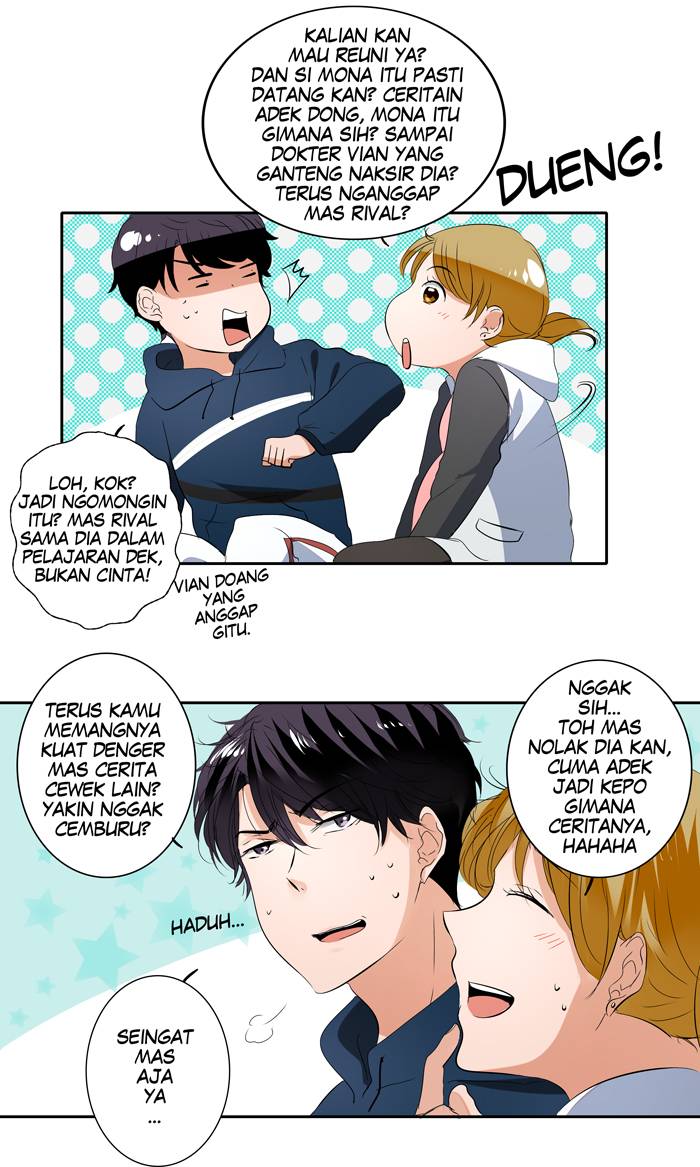 KALIAN KAN
MAU REUNI YA?
DAN SI MONA ITU PASTI
DATANG KAN? CERITAIN
ADEK DONG, MONA ITU
GIMANA SIH? SAMPAI
DOKTER VIAN YANG
GANTENG NAKSIR DIA?
TERUS NGANGGAP
MAS RIVAL?
DUENG!
LOH, KOK?
JADI NGOMONGIN
ITU? MAS RIVAL
SAMA DIA DALAM
PELAJARAN DEK,
BUKAN CINTA!
VIAN DOANG
YANG
ANGGAP
GITU.
TERUS KAMU
MEMANGNYA
KUAT DENGER
MAS CERITA
CEWEK LAIN?
YAKIN NGGAK
CEMBURU?
NGGAK
SIH...
TOH MAS
NOLAK DIA KAN,
CUMA ADEK
JADI KEPO
GIMANA
CERITANYA,
HAHAHA
HADUH...
SEINGAT
MAS
AJA
YA
...